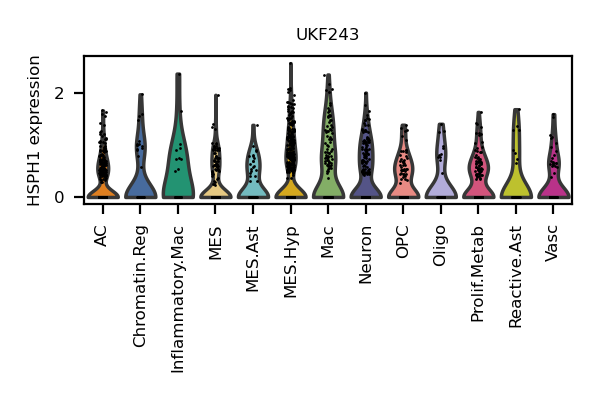 UKF243
HSPH1 expression
2
0
AC
Chromatin.Reg
Inflammatory.Mac
MES
MES.Ast
MES.Hyp
Mac
Neuron
OPC
Oligo
Prolif.Metab
Reactive.Ast
Vasc